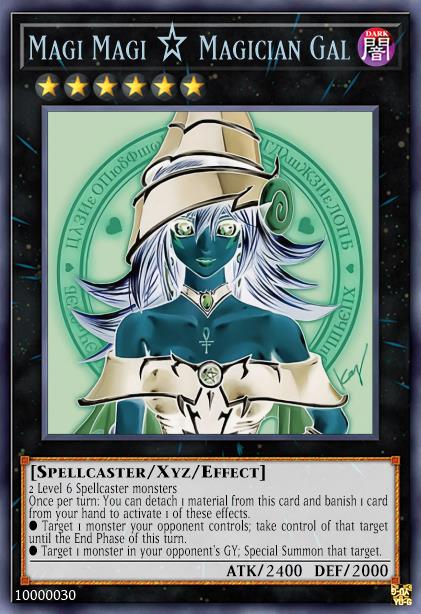 Magi Magi ☆ Magician Gal
DARK
闇
[Spellcaster/Xyz/Effect]
2 Level 6 Spellcaster monsters
Once per turn: You can detach 1 material from this card and banish 1 card
from your hand to activate 1 of these effects.
● Target 1 monster your opponent controls; take control of that target
until the End Phase of this turn.
● Target 1 monster in your opponent's GY; Special Summon that target.
ATK/2400 DEF/2000
10000030